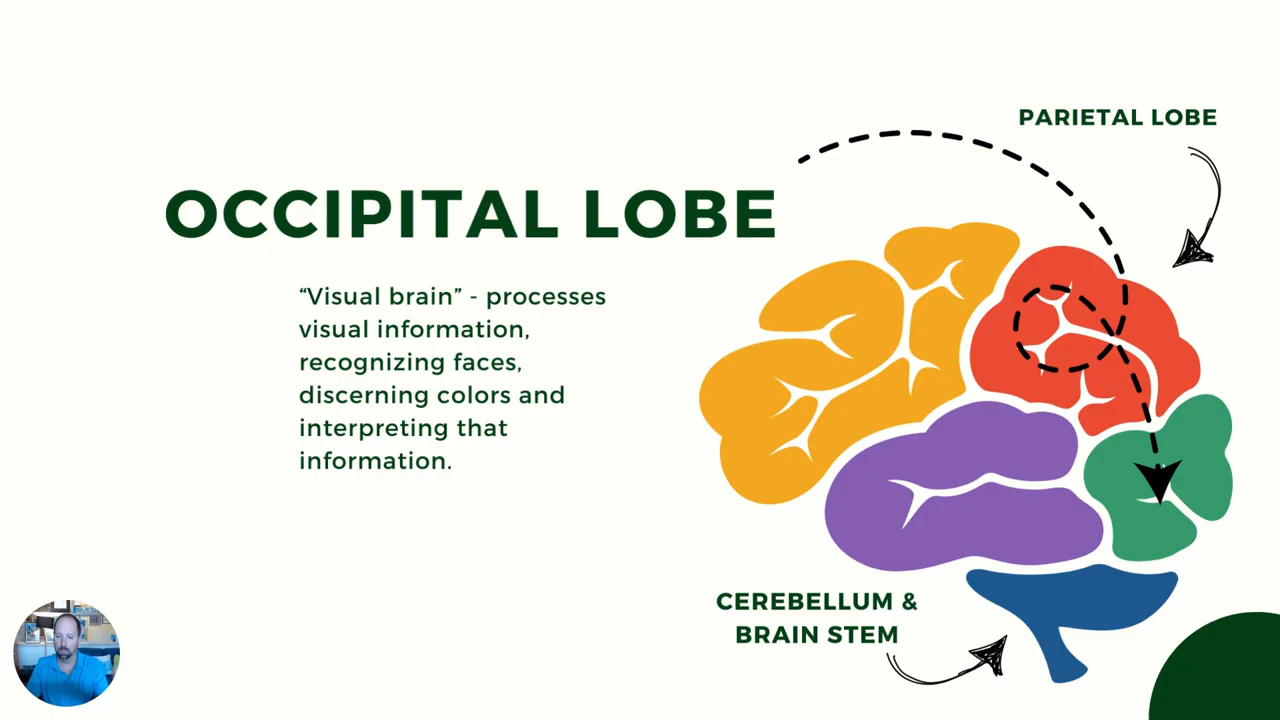 PARIETAL LOBE
OCCIPITAL LOBE
“Visual brain” - processes
visual information,
recognizing faces,
discerning colors and
interpreting that
information.
CEREBELLUM &
BRAIN STEM